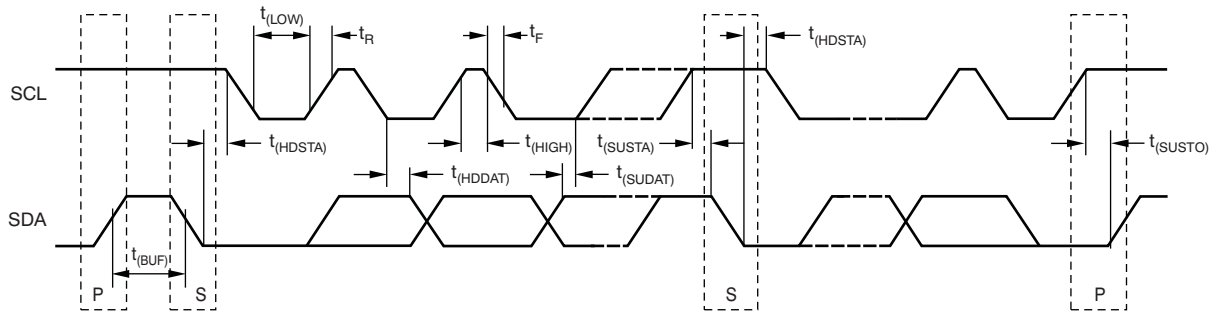 t(LOW)
tR
tF
t(HDSTA)
SCL
t(HDSTA)
t(HIGH)
t(SUSTA)
t(SUSTO)
t(HDDAT)
t(SUDAT)
SDA
t(BUF)
P
S
S
P